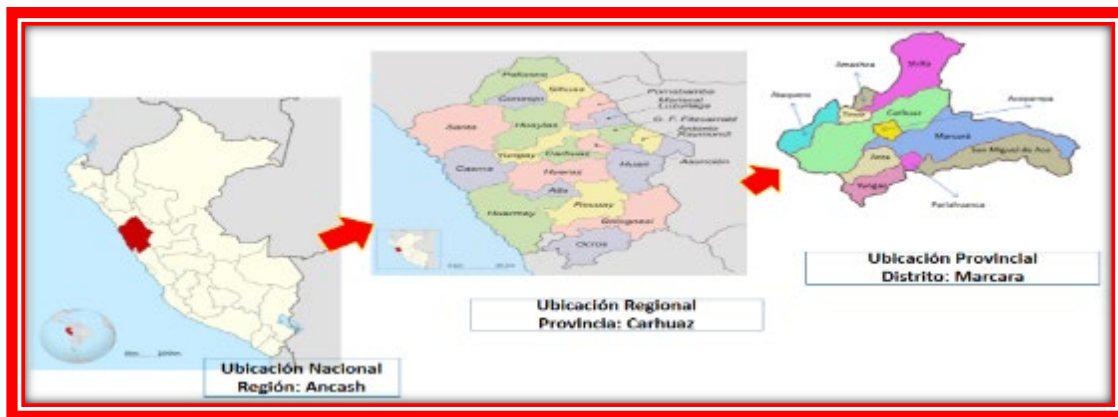 Ubicación Nacional
Región: Ancash
Pallasca
Corongo
Sihuas
Pomabamba
Mariscal
Luzuriaga
Santa
Huaylas
C. F. Fitzcarrald
Antonio
Raymondi
Yungay
Carhuaz
Asunción
Casma
Huaraz
Huari
Aija
Huarmey
Recuay
Bolognesi
Ocros
Ubicación Regional
Provincia: Carhuaz
Shilla
Amashca
Ataquero
Tinco
Carhuaz
Acopampa
Marcará
San Miguel de Aco
Anta
Yungar
Pariahuanca
Ubicación Provincial
Distrito: Marcara